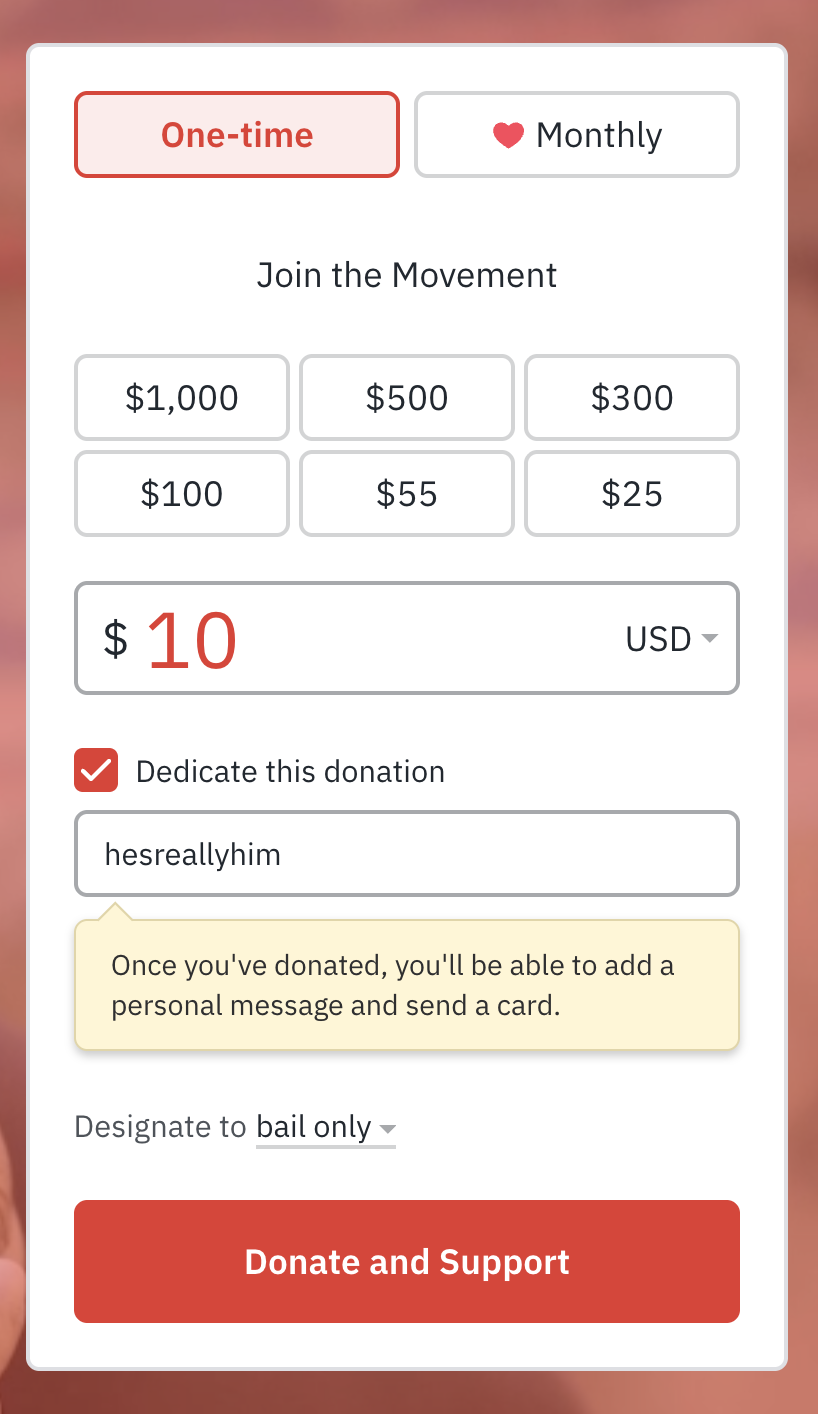 One-time
Monthly
Join the Movement
$1,000
$500
$300
$100
$55
$25
$ 10
USD
Dedicate this donation
hesreallyhim
Once you've donated, you'll be able to add a
personal message and send a card.
Designate to bail only
Donate and Support